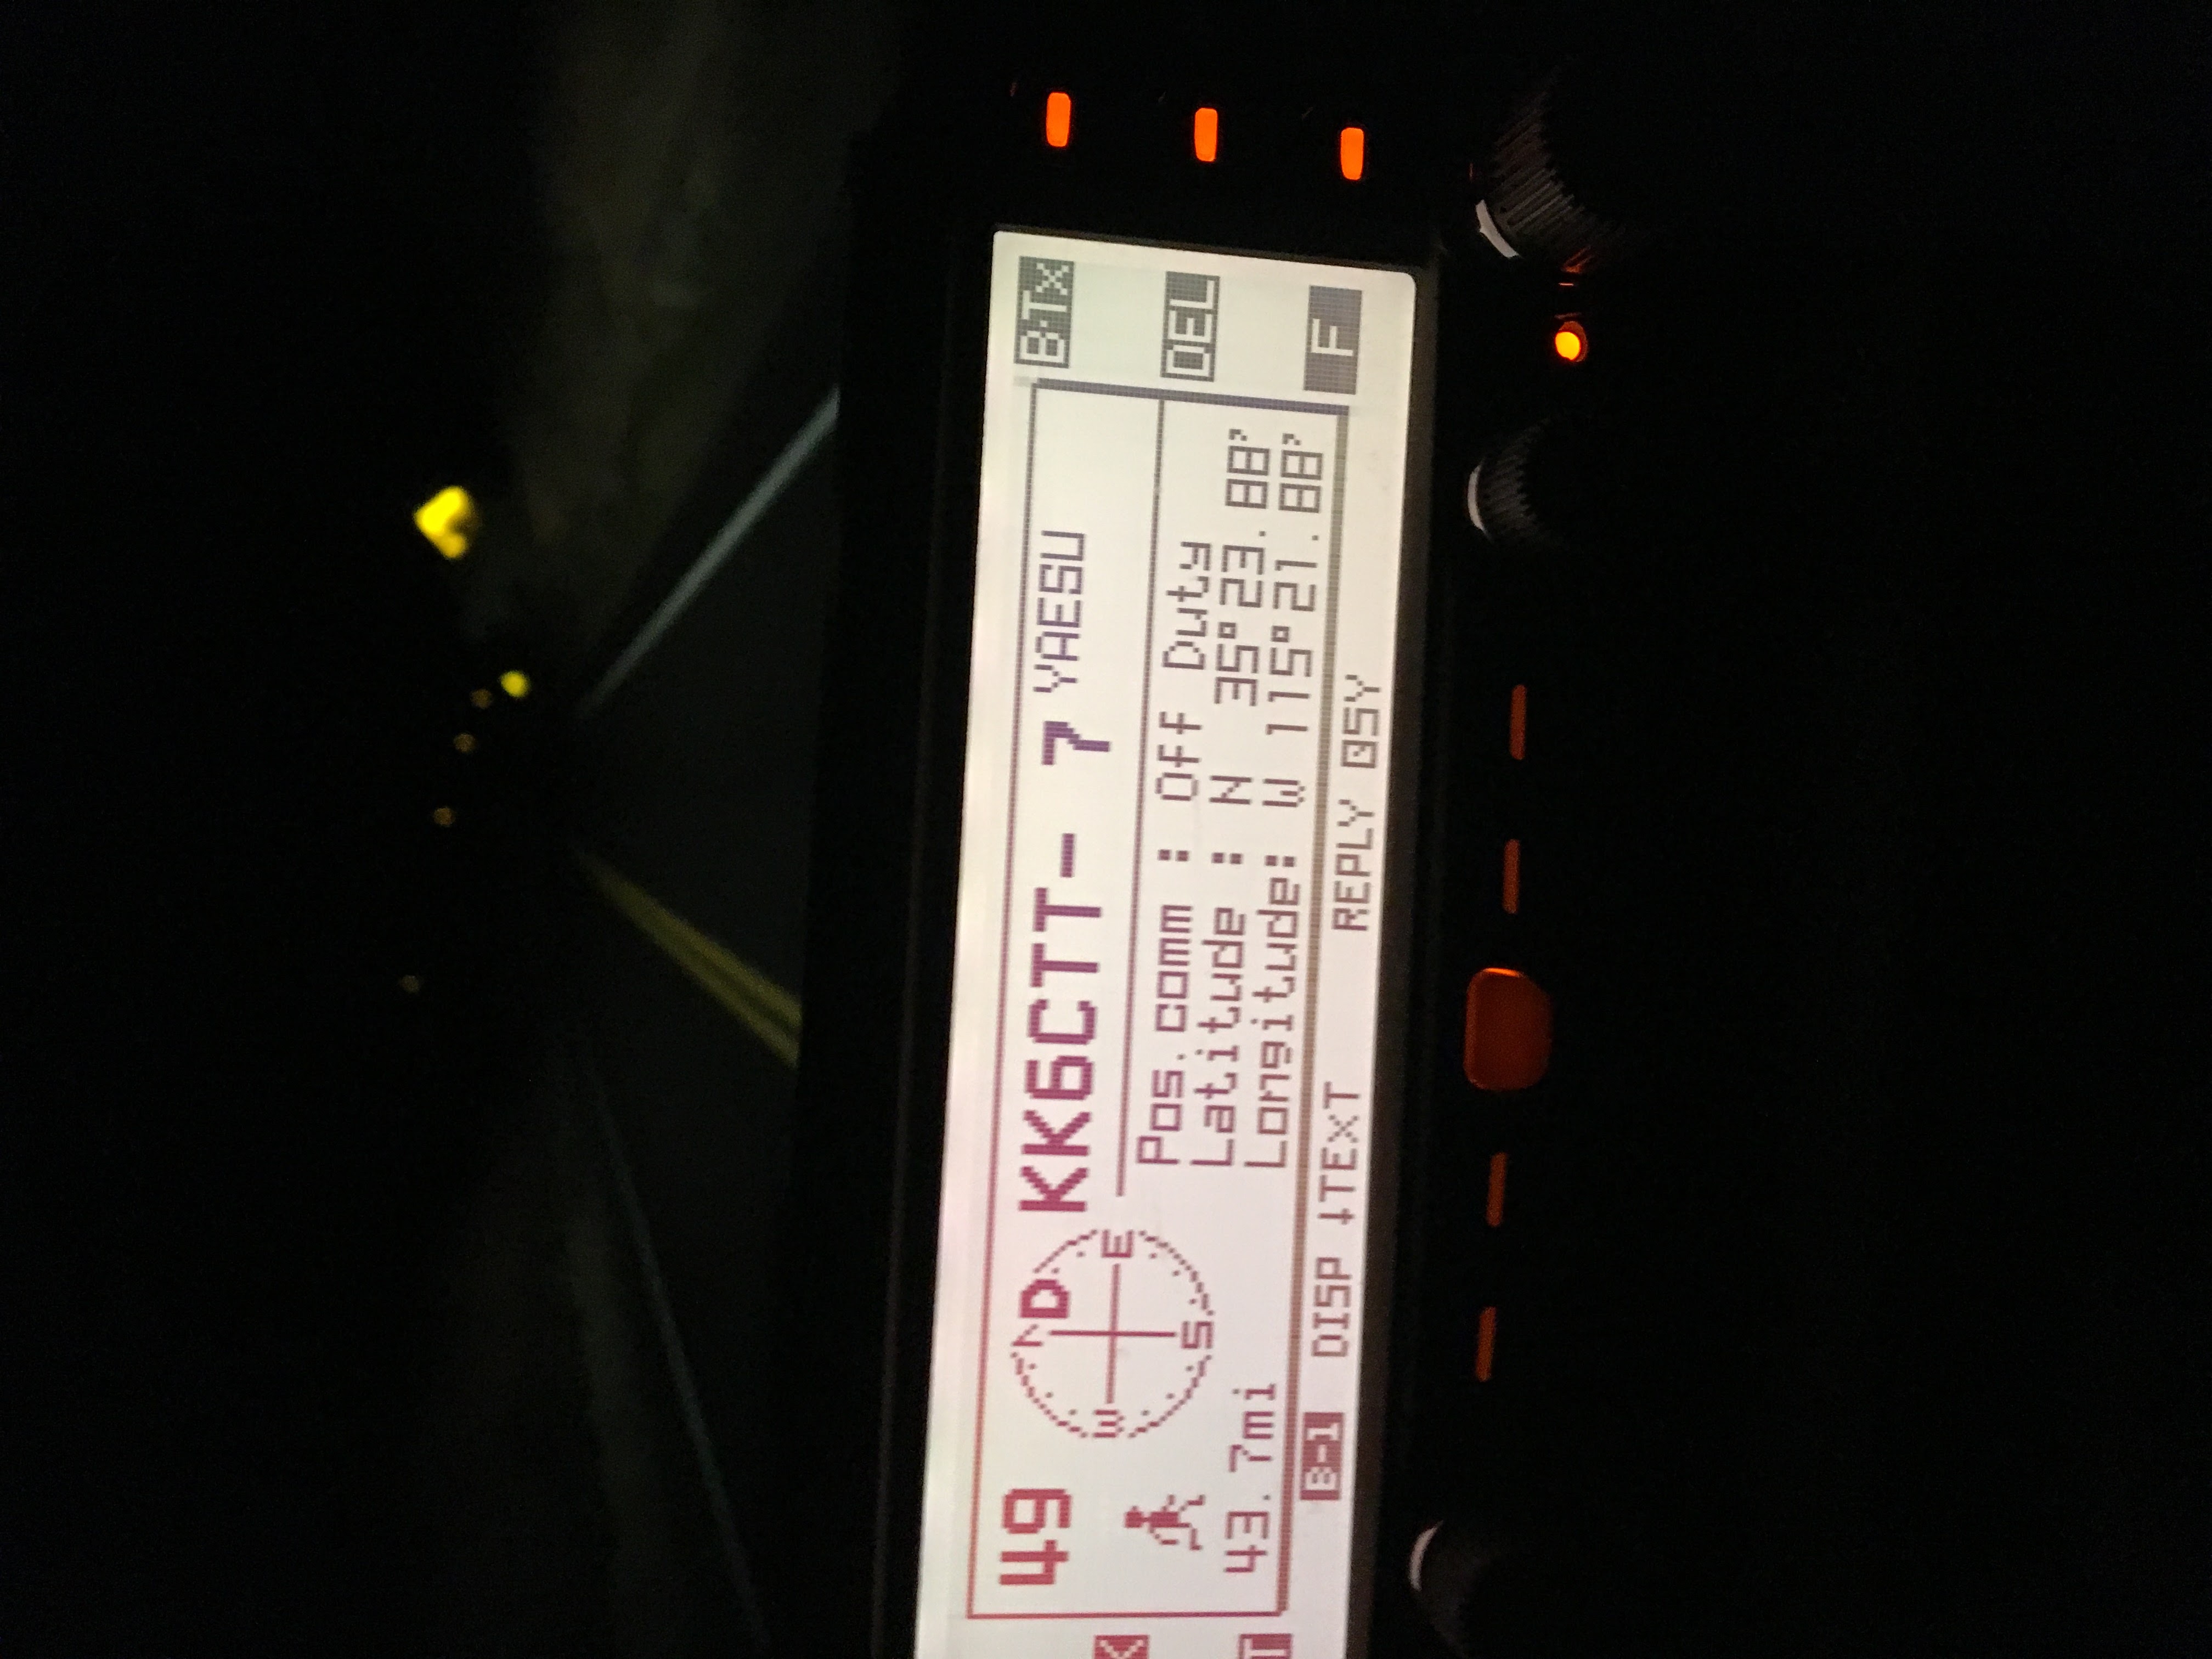 49 KK6CTT- 7 YAESU
B-TX
N D E S W
Pos.comm : Off Duty
Latitude : N 35°23.88'
Longitude: W 115°21.88'
43.7mi
DEL
F
DISP ↓TEXT REPLY QSY